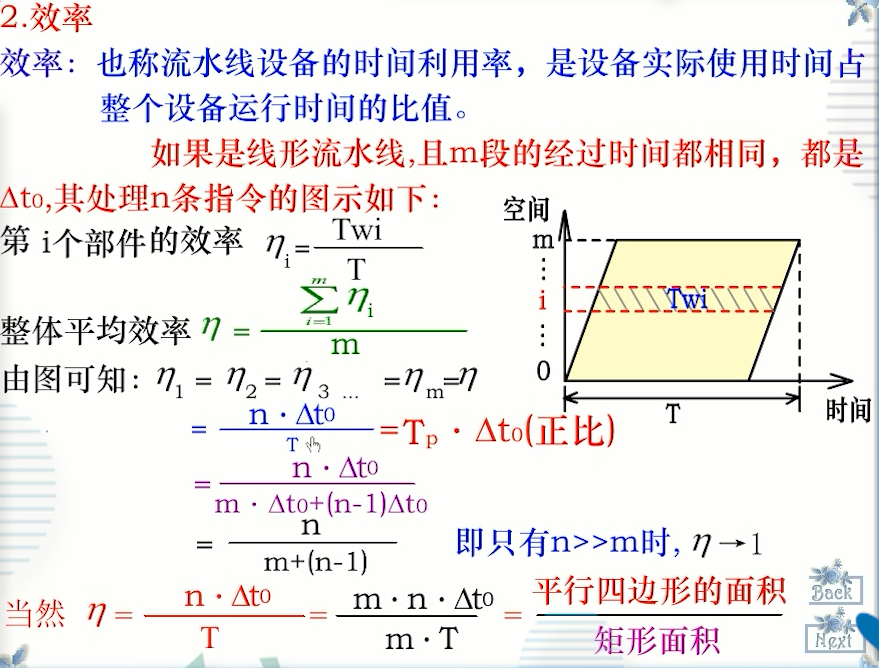 2.效率
效率：也称流水线设备的时间利用率，是设备实际使用时间占
整个设备运行时间的比值。
如果是线形流水线,且m段的经过时间都相同，都是
Δt0,其处理n条指令的图示如下：
第 i个部件的效率 ηi = Twi / T
整体平均效率 η = ∑(i=1..m) ηi / m
由图可知：η1 = η2 = η3 ... =ηm=η
= n · Δt0 / T =Tp · Δt0(正比)
= n · Δt0 / m · Δt0+(n-1)Δt0
= n / m+(n-1) 即只有n>>m时, η→1
当然 η = n · Δt0 / T = m · n · Δt0 / m · T = 平行四边形的面积 / 矩形面积
空间
m
⋮
i
⋮
0
Twi
T
时间
Back
Next